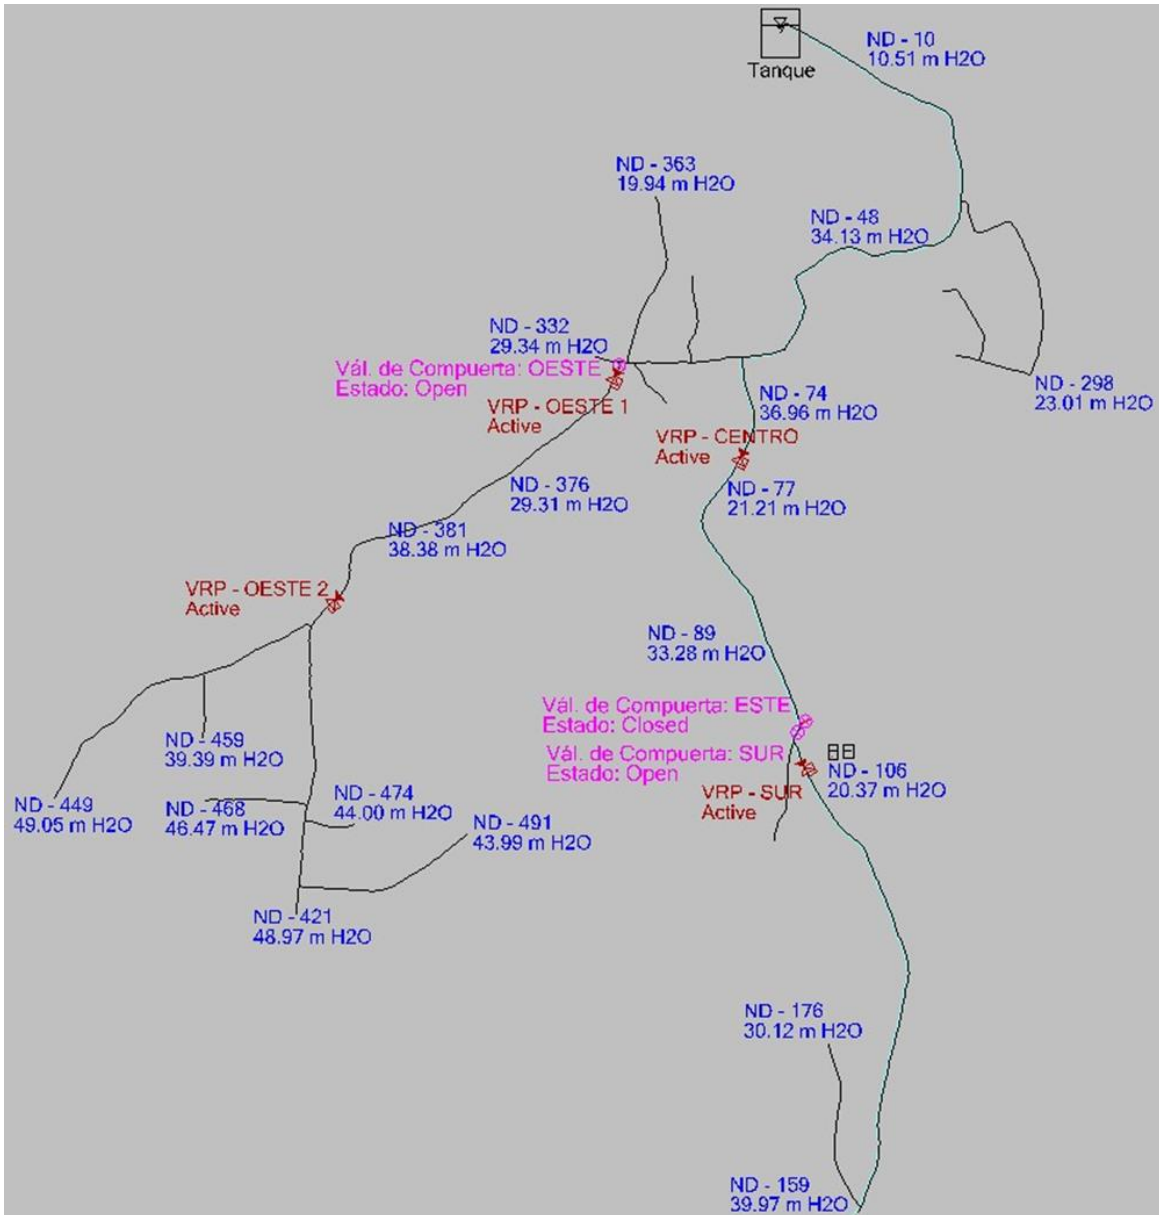 ND - 10
10.51 m H2O
Tanque
ND - 363
19.94 m H2O
ND - 48
34.13 m H2O
ND - 332
29.34 m H2O
Vál. de Compuerta: OESTE
Estado: Open
VRP - OESTE 1
Active
ND - 298
23.01 m H2O
ND - 74
36.96 m H2O
VRP - CENTRO
Active
ND - 77
21.21 m H2O
ND - 376
29.31 m H2O
ND - 381
38.38 m H2O
VRP - OESTE 2
Active
ND - 89
33.28 m H2O
Vál. de Compuerta: ESTE
Estado: Closed
Vál. de Compuerta: SUR
Estado: Open
ND - 106
20.37 m H2O
VRP - SUR
Active
ND - 459
39.39 m H2O
ND - 449
49.05 m H2O
ND - 468
46.47 m H2O
ND - 474
44.00 m H2O
ND - 491
43.99 m H2O
ND - 421
48.97 m H2O
ND - 176
30.12 m H2O
ND - 159
39.97 m H2O